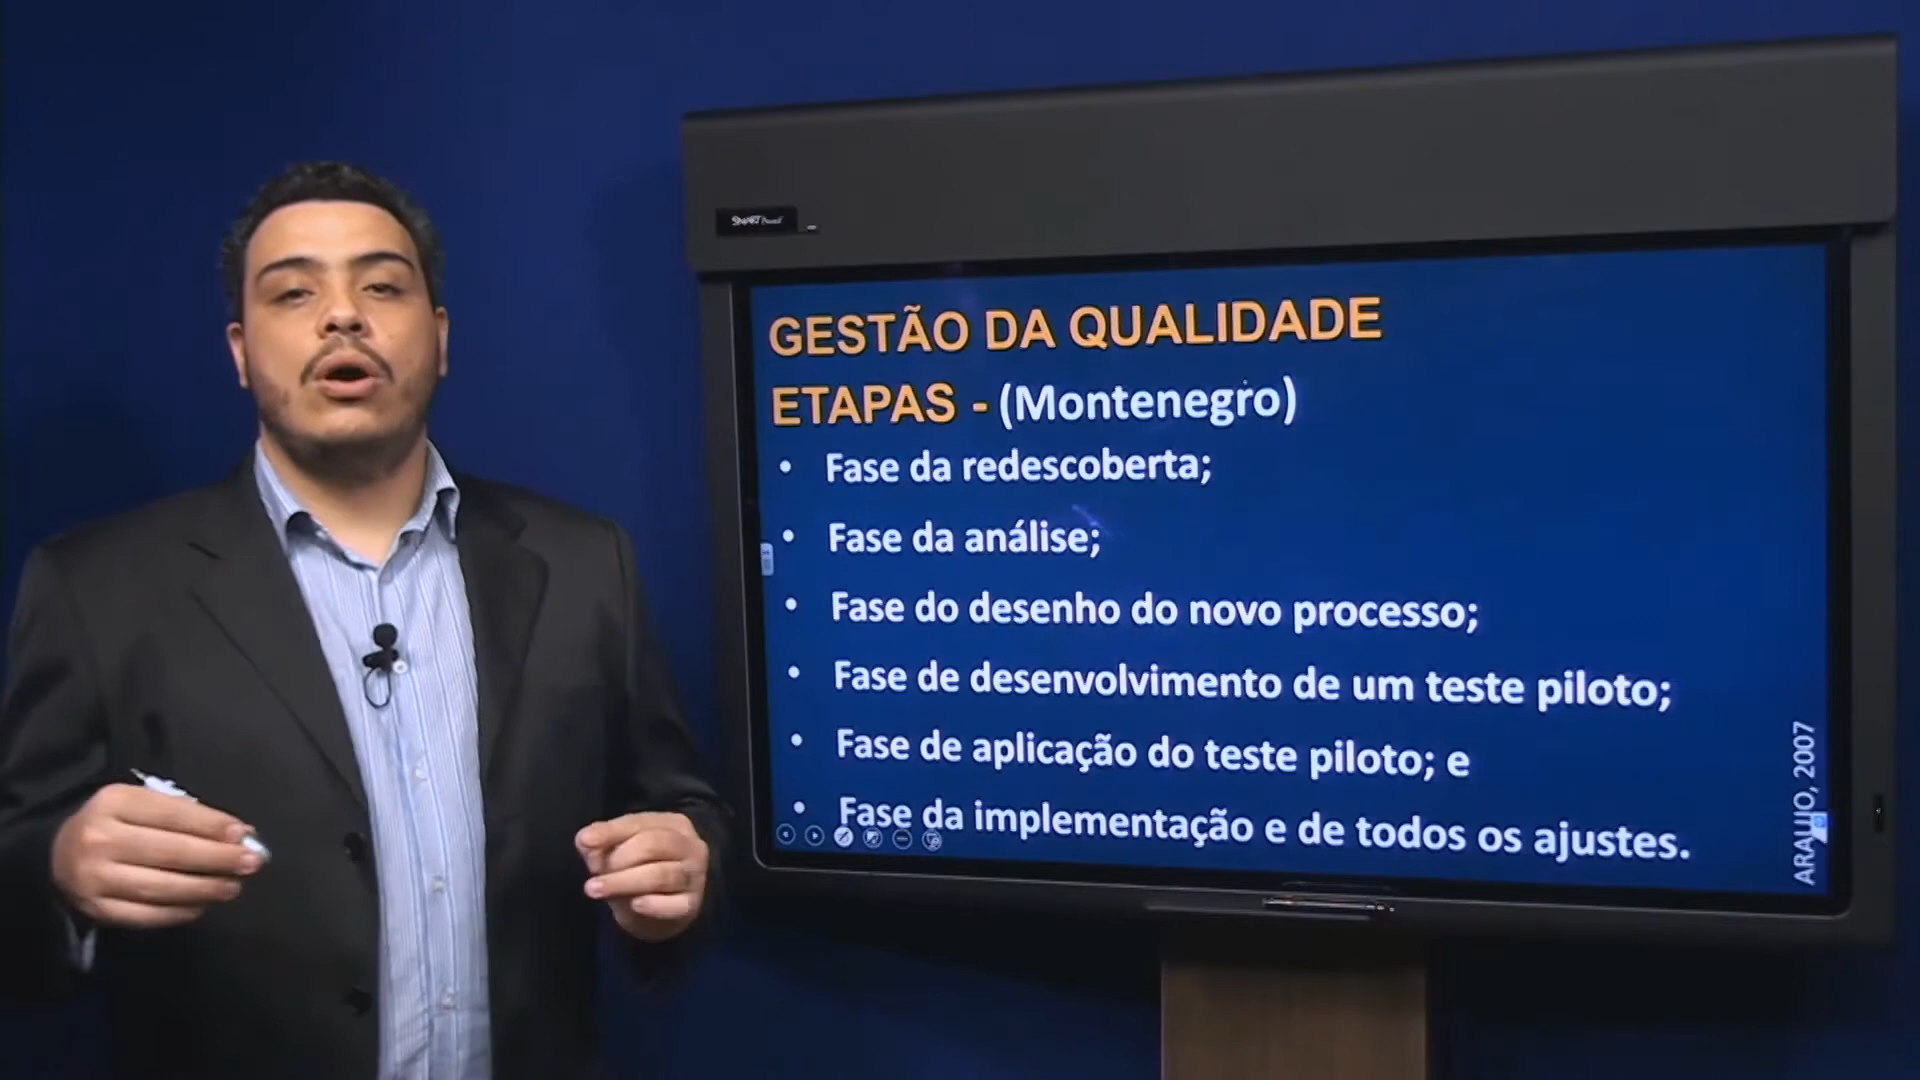 SMART Board
GESTÃO DA QUALIDADE
ETAPAS - (Montenegro)
• Fase da redescoberta;
• Fase da análise;
• Fase do desenho do novo processo;
• Fase de desenvolvimento de um teste piloto;
• Fase de aplicação do teste piloto; e
• Fase da implementação e de todos os ajustes.
ARAUJO, 2007